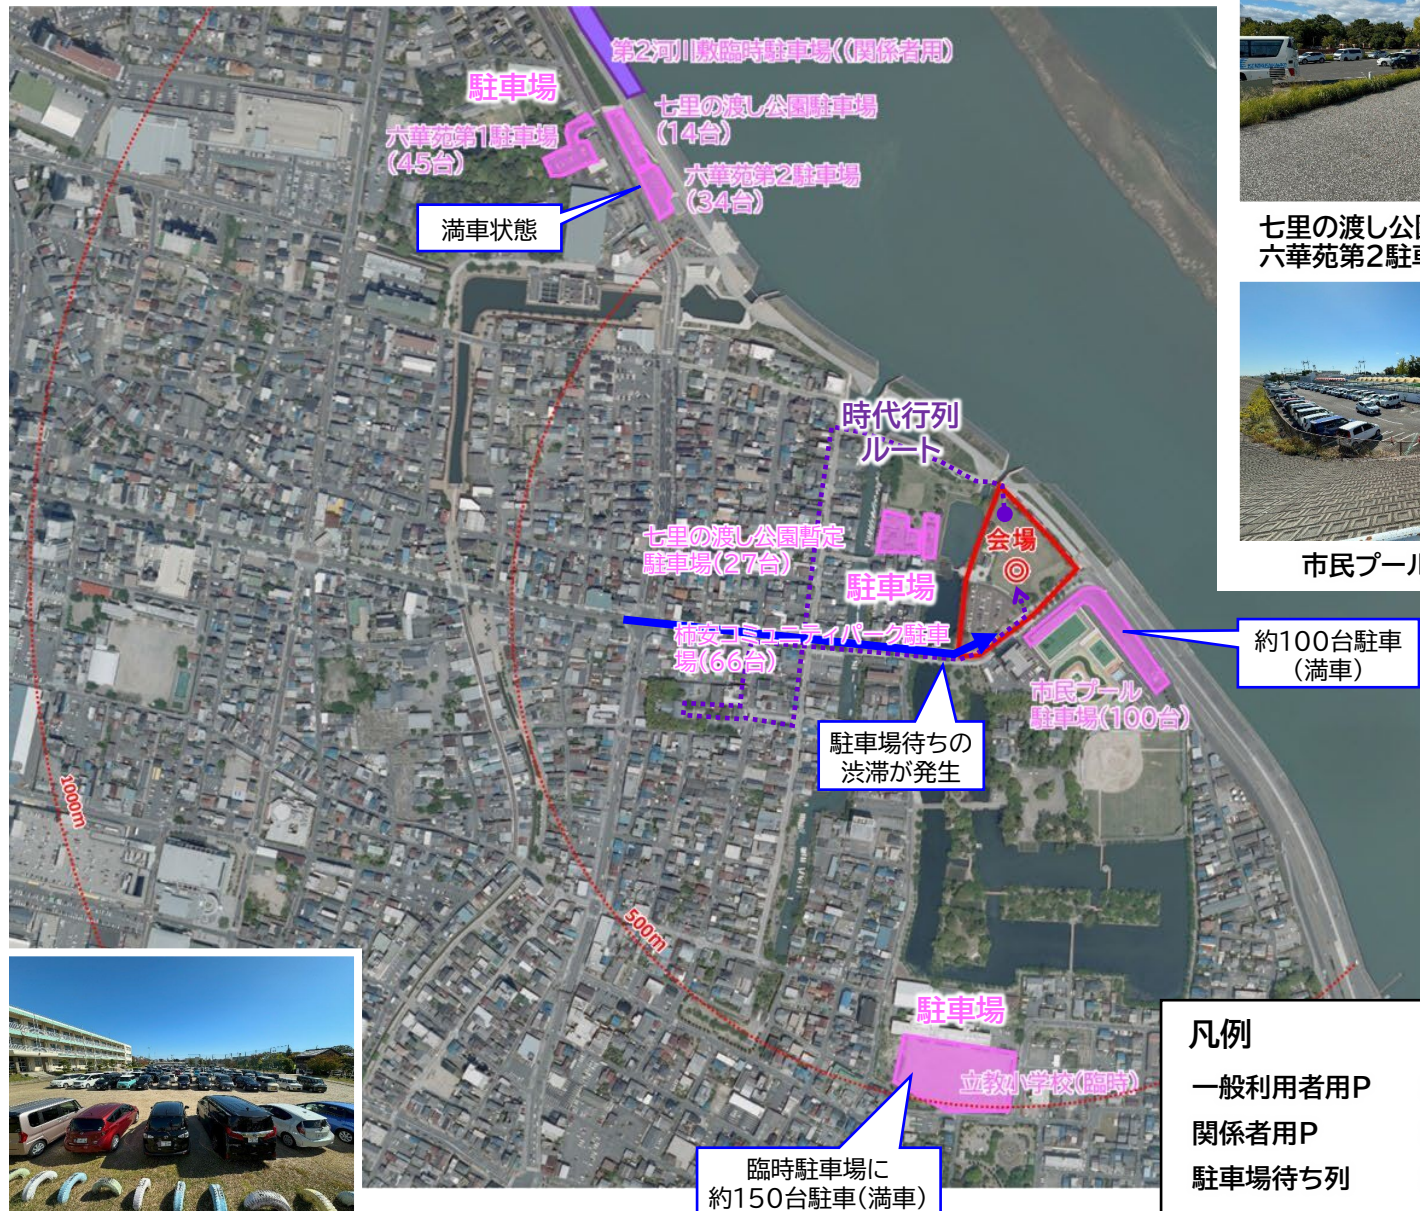 第2河川敷臨時駐車場((関係者用)
駐車場
七里の渡し公園駐車場
(14台)
六華苑第1駐車場
(45台)
六華苑第2駐車場
(34台)
満車状態
七里の渡し公
六華苑第2駐
時代行列
ルート
七里の渡し公園暫定
駐車場(27台)
会場
駐車場
市民プール
柿安コミュニティパーク駐車
場(66台)
約100台駐車
(満車)
市民プール
駐車場(100台)
駐車場待ちの
渋滞が発生
1000m
500m
駐車場
立教小学校(臨時)
臨時駐車場に
約150台駐車(満車)
凡例
一般利用者用P
関係者用P
駐車場待ち列